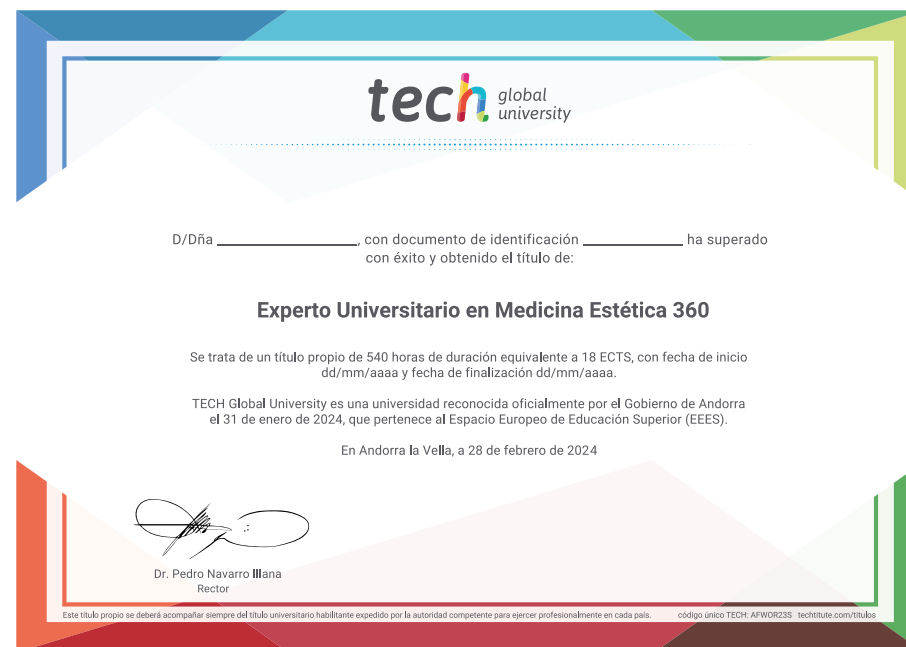 tech global university
D/Dña ____________________, con documento de identificación ______________ ha superado
con éxito y obtenido el título de:
Experto Universitario en Medicina Estética 360
Se trata de un título propio de 540 horas de duración equivalente a 18 ECTS, con fecha de inicio
dd/mm/aaaa y fecha de finalización dd/mm/aaaa.
TECH Global University es una universidad reconocida oficialmente por el Gobierno de Andorra
el 31 de enero de 2024, que pertenece al Espacio Europeo de Educación Superior (EEES).
En Andorra la Vella, a 28 de febrero de 2024
Dr. Pedro Navarro Illana
Rector
Este título propio se deberá acompañar siempre del título universitario habilitante expedido por la autoridad competente para ejercer profesionalmente en cada país. código único TECH: AFWOR23S techtitute.com/titulos